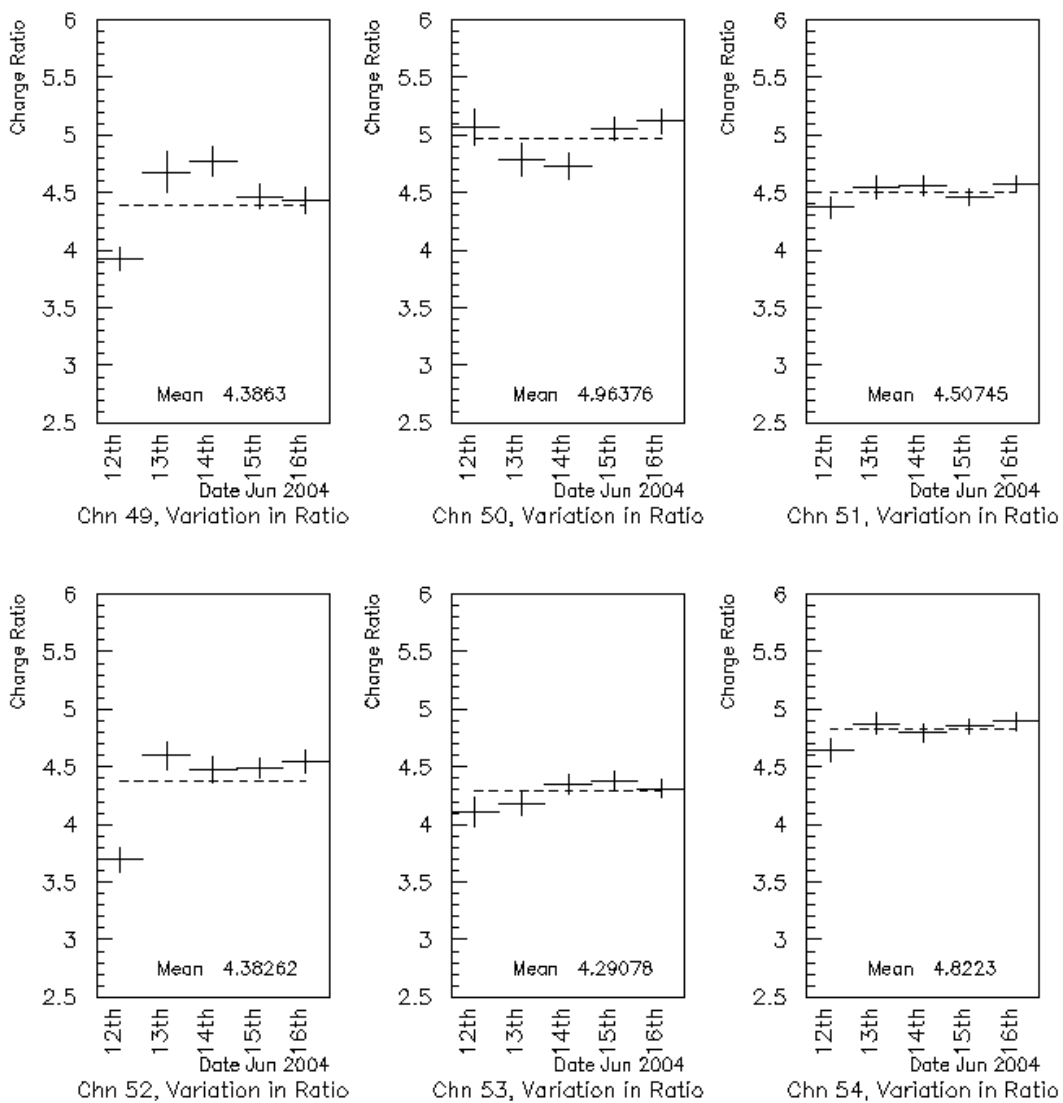 Charge Ratio
6
5.5
5
4.5
4
3.5
3
2.5
Mean 4.3863
12th
13th
14th
15th
16th
Date Jun 2004
Chn 49, Variation in Ratio
Charge Ratio
6
5.5
5
4.5
4
3.5
3
2.5
Mean 4.96376
12th
13th
14th
15th
16th
Date Jun 2004
Chn 50, Variation in Ratio
Charge Ratio
6
5.5
5
4.5
4
3.5
3
2.5
Mean 4.50745
12th
13th
14th
15th
16th
Date Jun 2004
Chn 51, Variation in Ratio
Charge Ratio
6
5.5
5
4.5
4
3.5
3
2.5
Mean 4.38262
12th
13th
14th
15th
16th
Date Jun 2004
Chn 52, Variation in Ratio
Charge Ratio
6
5.5
5
4.5
4
3.5
3
2.5
Mean 4.29078
12th
13th
14th
15th
16th
Date Jun 2004
Chn 53, Variation in Ratio
Charge Ratio
6
5.5
5
4.5
4
3.5
3
2.5
Mean 4.8223
12th
13th
14th
15th
16th
Date Jun 2004
Chn 54, Variation in Ratio